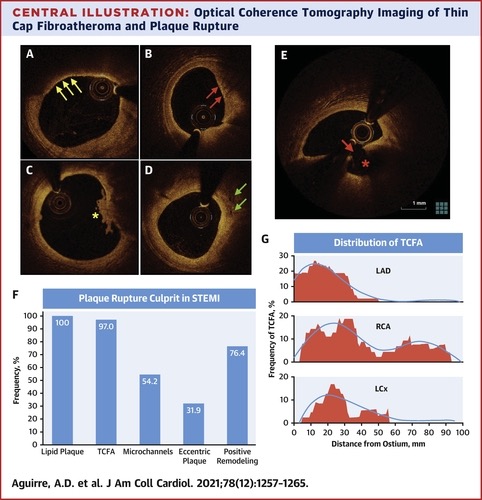 CENTRAL ILLUSTRATION: Optical Coherence Tomography Imaging of Thin
Cap Fibroatheroma and Plaque Rupture
A
B
E
C
*
D
*
1 mm
G
Distribution of TCFA
F
Plaque Rupture Culprit in STEMI
Frequency, %
100
90
80
70
60
50
40
30
20
10
0
100
97.0
54.2
31.9
76.4
Lipid Plaque
TCFA
Microchannels
Eccentric
Plaque
Positive
Remodeling
Frequency of TCFA, %
30
20
10
0
LAD
20
10
0
RCA
20
10
0
LCx
0 10 20 30 40 50 60 70 80 90 100
Distance from Ostium, mm
Aguirre, A.D. et al. J Am Coll Cardiol. 2021;78(12):1257–1265.